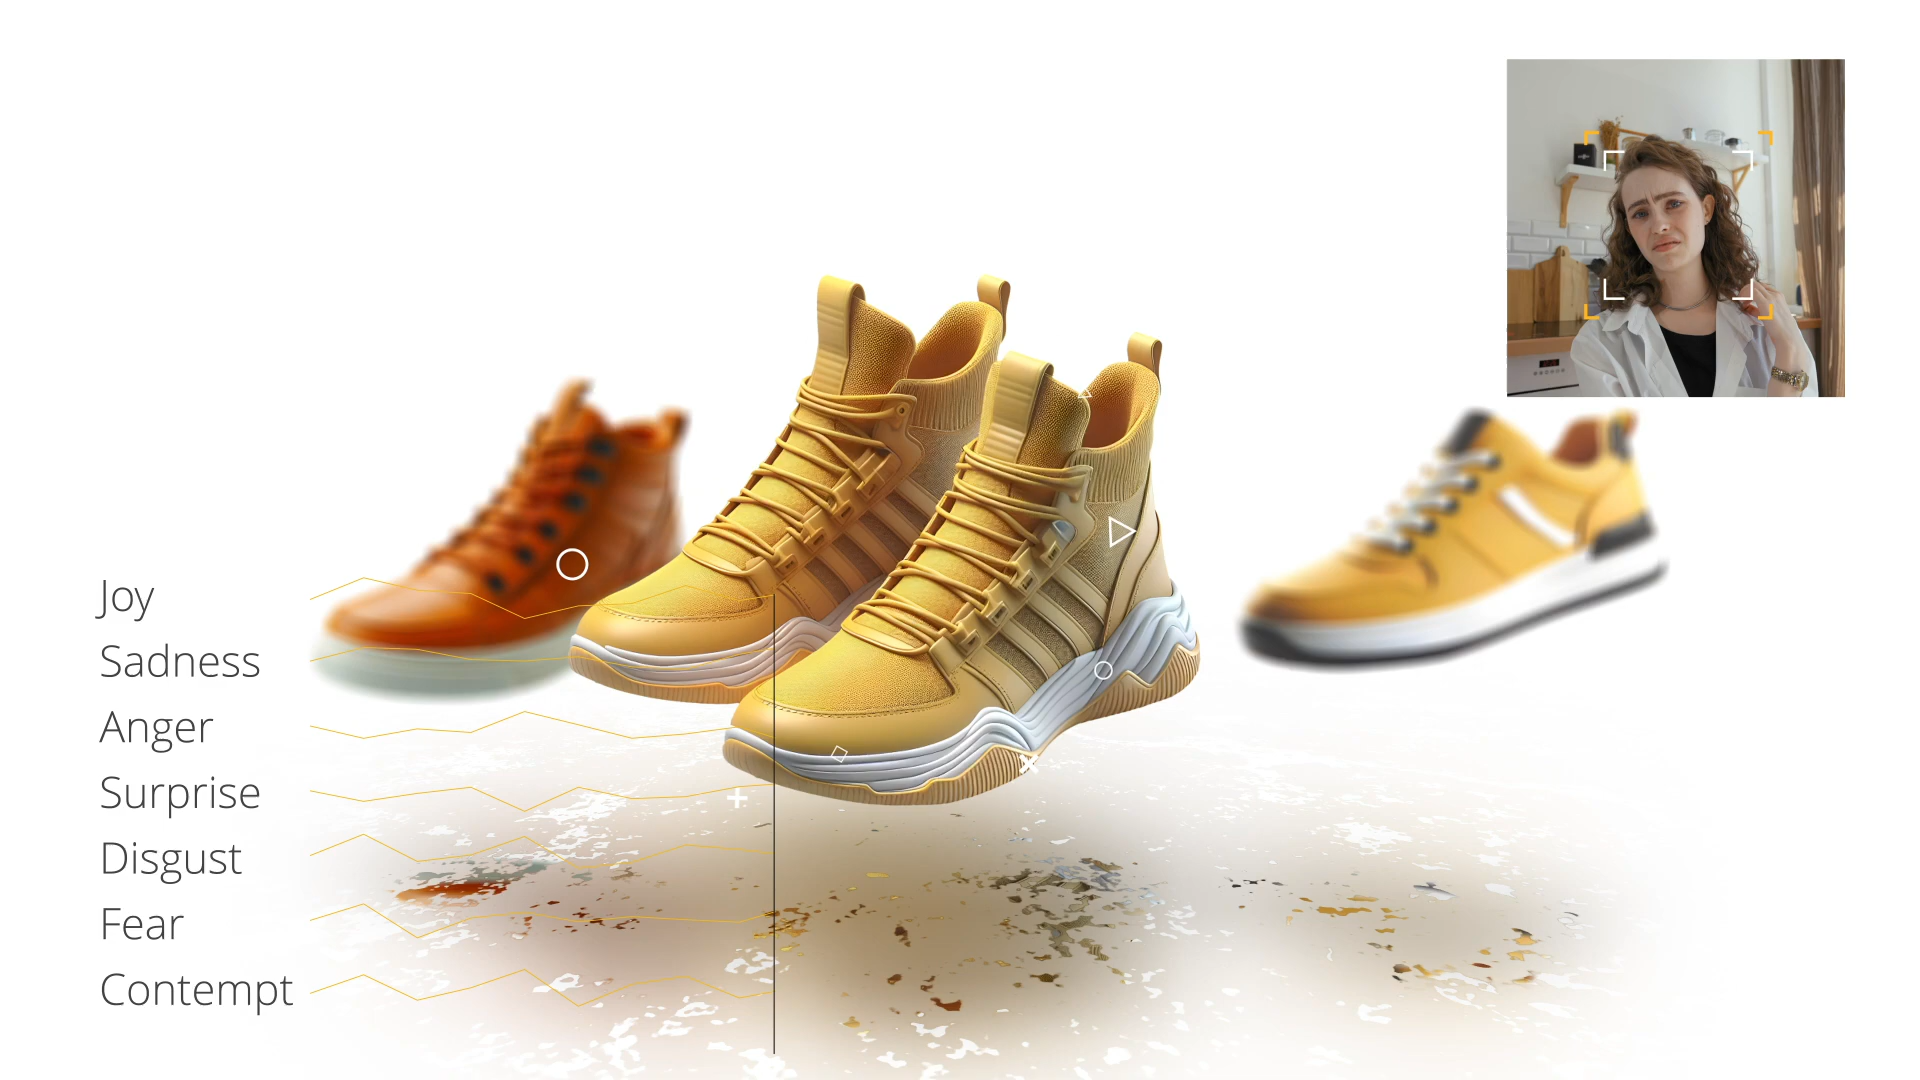 Joy
Sadness
Anger
Surprise
Disgust
Fear
Contempt